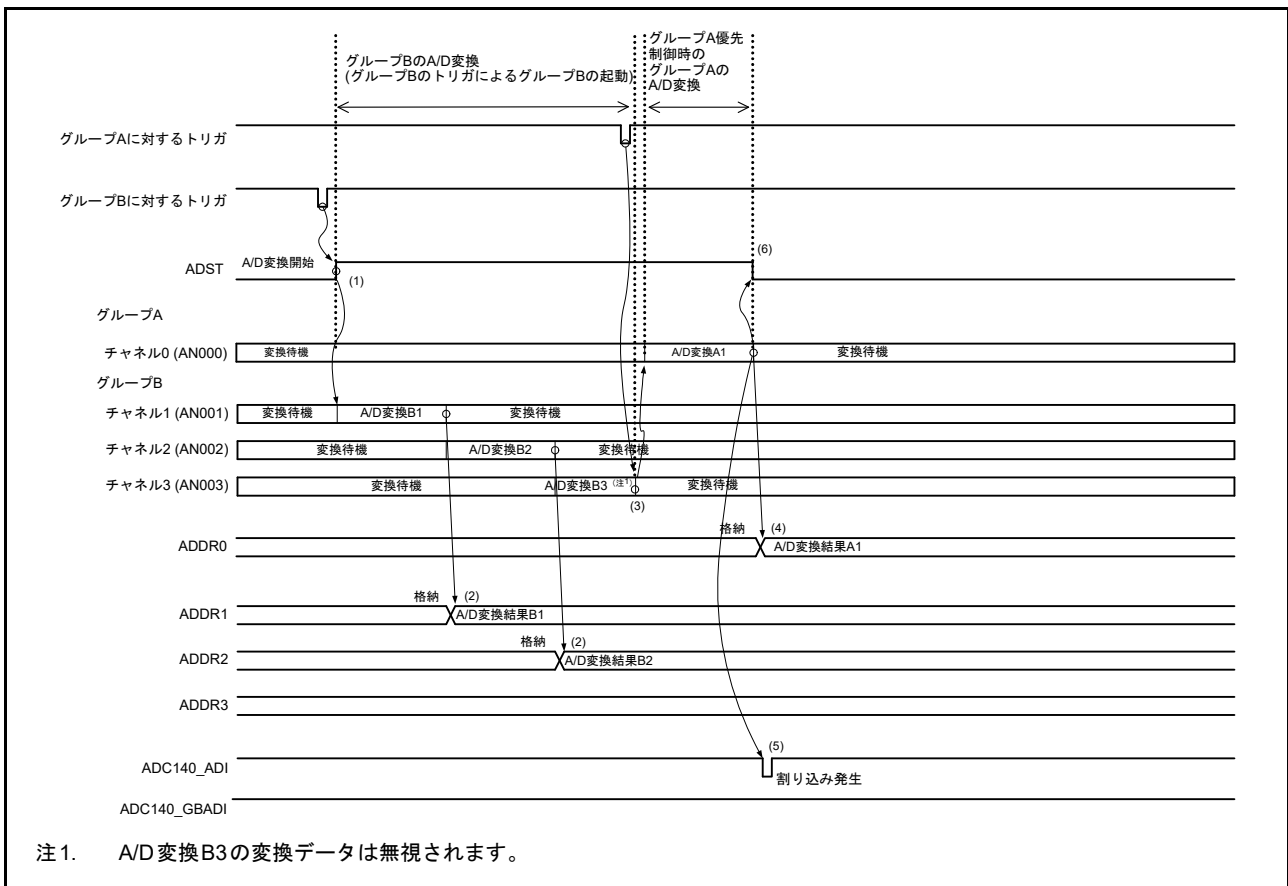 グループBのA/D変換
(グループBのトリガによるグループBの起動)
グループA優先
制御時の
グループAの
A/D変換
グループAに対するトリガ
グループBに対するトリガ
ADST
A/D変換開始
(1)
(6)
グループA
チャネル0 (AN000)
変換待機
A/D変換A1
変換待機
グループB
チャネル1 (AN001)
変換待機
A/D変換B1
変換待機
チャネル2 (AN002)
変換待機
A/D変換B2
変換待機
チャネル3 (AN003)
変換待機
A/D変換B3 (注1)
変換待機
(3)
ADDR0
格納
(4)
A/D変換結果A1
ADDR1
格納
(2)
A/D変換結果B1
ADDR2
格納
(2)
A/D変換結果B2
ADDR3
ADC140_ADI
(5)
割り込み発生
ADC140_GBADI
注1. A/D変換B3の変換データは無視されます。